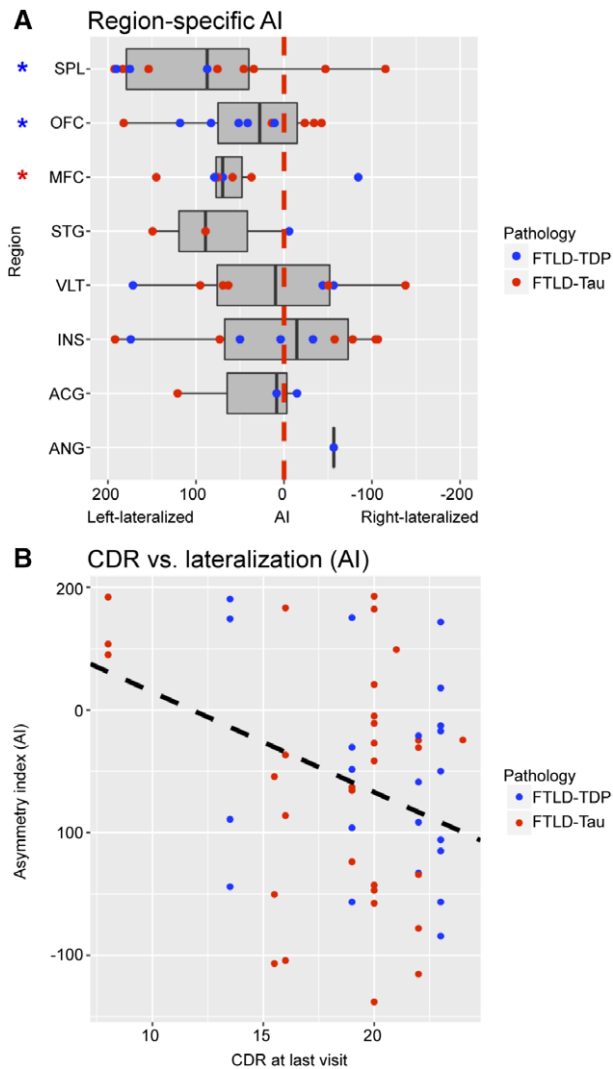 A Region-specific AI
* SPL
* OFC
* MFC
STG
VLT
INS
ACG
ANG
Region
200 100 0 -100 -200
Left-lateralized AI Right-lateralized
Pathology
FTLD-TDP
FTLD-Tau
B CDR vs. lateralization (AI)
200
0
100
-100
Asymmetry index (AI)
10 15 20
CDR at last visit
Pathology
FTLD-TDP
FTLD-Tau